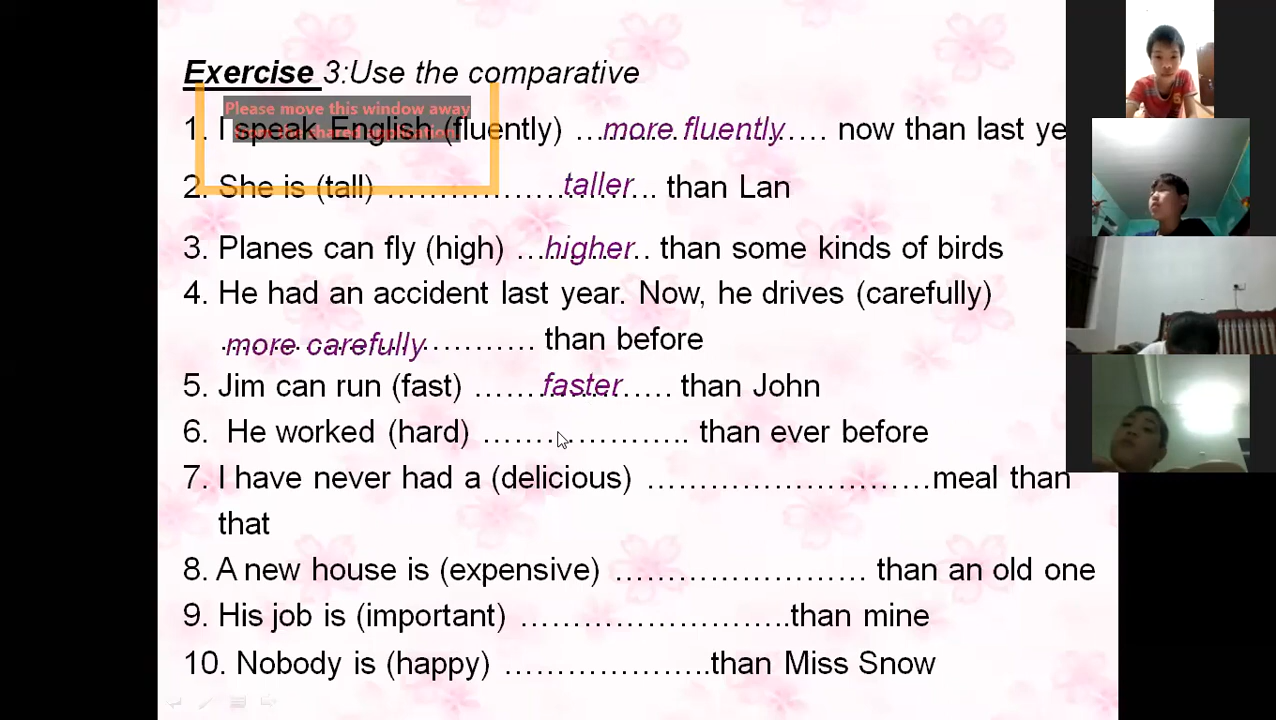 Exercise 3:Use the comparative
Please move this window away
from the shared application
1. I speak English (fluently) ...more fluently..... now than last ye
2. She is (tall) .....................taller... than Lan
3. Planes can fly (high) ...higher.. than some kinds of birds
4. He had an accident last year. Now, he drives (carefully)
more carefully.............. than before
5. Jim can run (fast) .......faster...... than John
6. He worked (hard) ........................ than ever before
7. I have never had a (delicious) ................................meal than
that
8. A new house is (expensive) ............................ than an old one
9. His job is (important) ...............................than mine
10. Nobody is (happy) ........................than Miss Snow